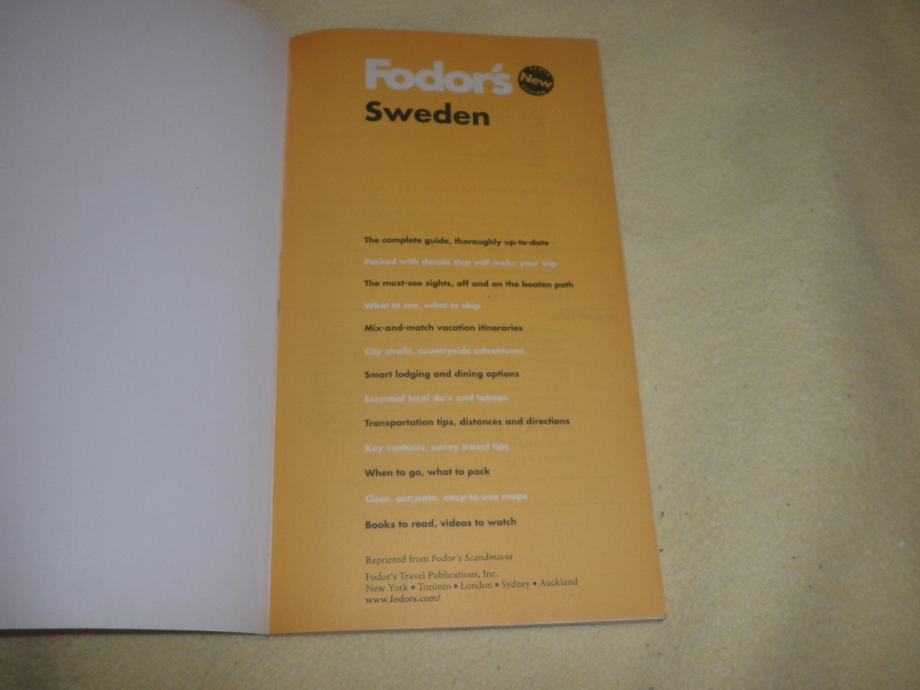 Fodor's
New
Sweden
The complete guide, thoroughly up-to-date
Packed with details that will make your trip
The must-see sights, off and on the beaten path
What to see, what to skip
Mix-and-match vacation itineraries
City strolls, countryside adventures
Smart lodging and dining options
Essential local do's and taboos
Transportation tips, distances and directions
Key contacts, savvy travel tips
When to go, what to pack
Clear, accurate, easy-to-use maps
Books to read, videos to watch
Reprinted from Fodor's Scandinavia
Fodor's Travel Publications, Inc.
New York • Toronto • London • Sydney • Auckland
www.fodors.com/